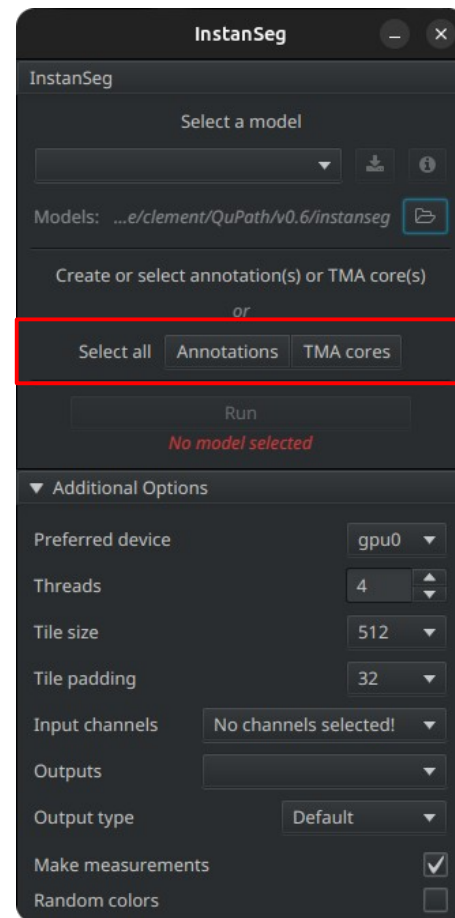 InstanSeg
InstanSeg
Select a model
Models: ...e/clement/QuPath/v0.6/instanseg
Create or select annotation(s) or TMA core(s)
or
Select all Annotations TMA cores
Run
No model selected
Additional Options
Preferred device gpu0
Threads 4
Tile size 512
Tile padding 32
Input channels No channels selected!
Outputs
Output type Default
Make measurements
Random colors